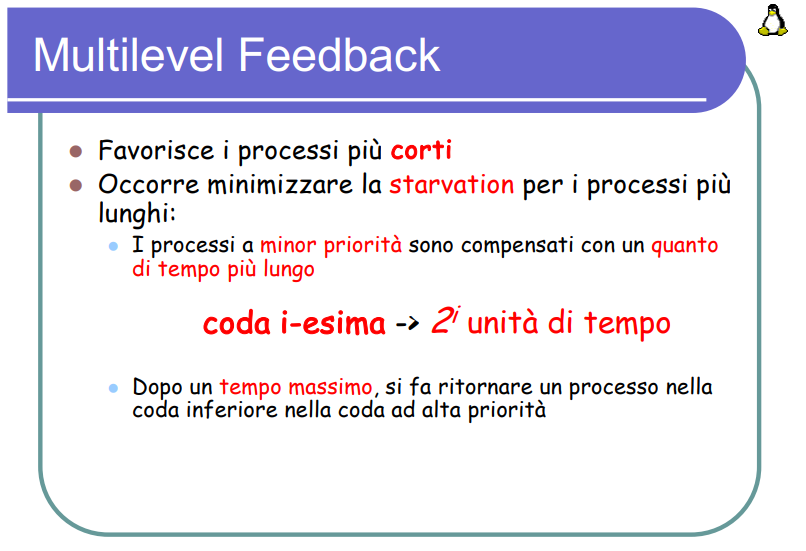 Multilevel Feedback
Favorisce i processi più corti
Occorre minimizzare la starvation per i processi più
lunghi:
I processi a minor priorità sono compensati con un quanto
di tempo più lungo
coda i-esima -> 2^i unità di tempo
Dopo un tempo massimo, si fa ritornare un processo nella
coda inferiore nella coda ad alta priorità